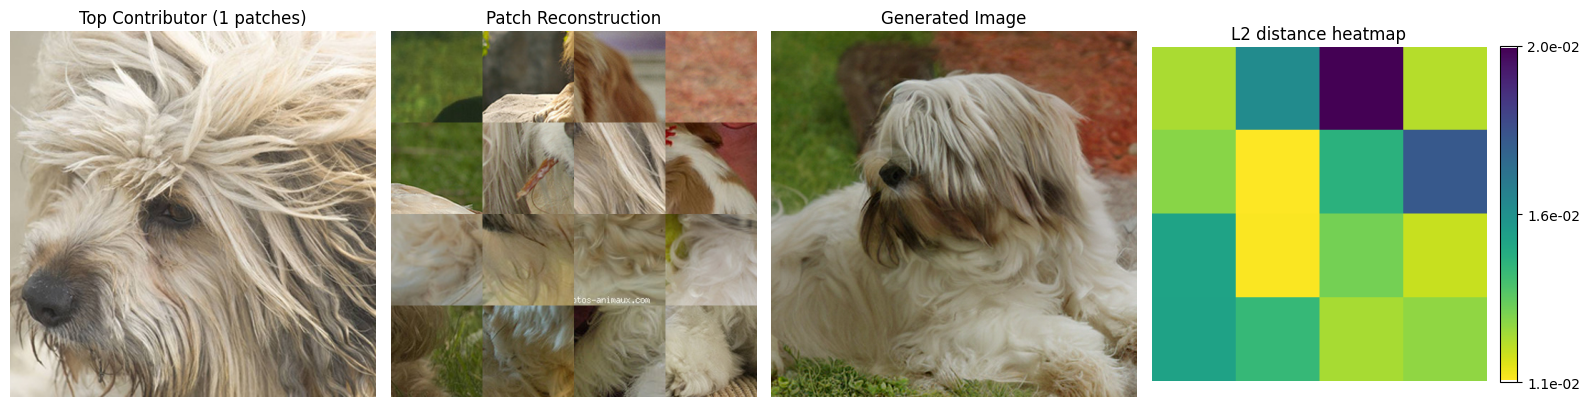 Top Contributor (1 patches)
Patch Reconstruction
Generated Image
L2 distance heatmap
2.0e-02
1.6e-02
1.1e-02
otos-animaux.com